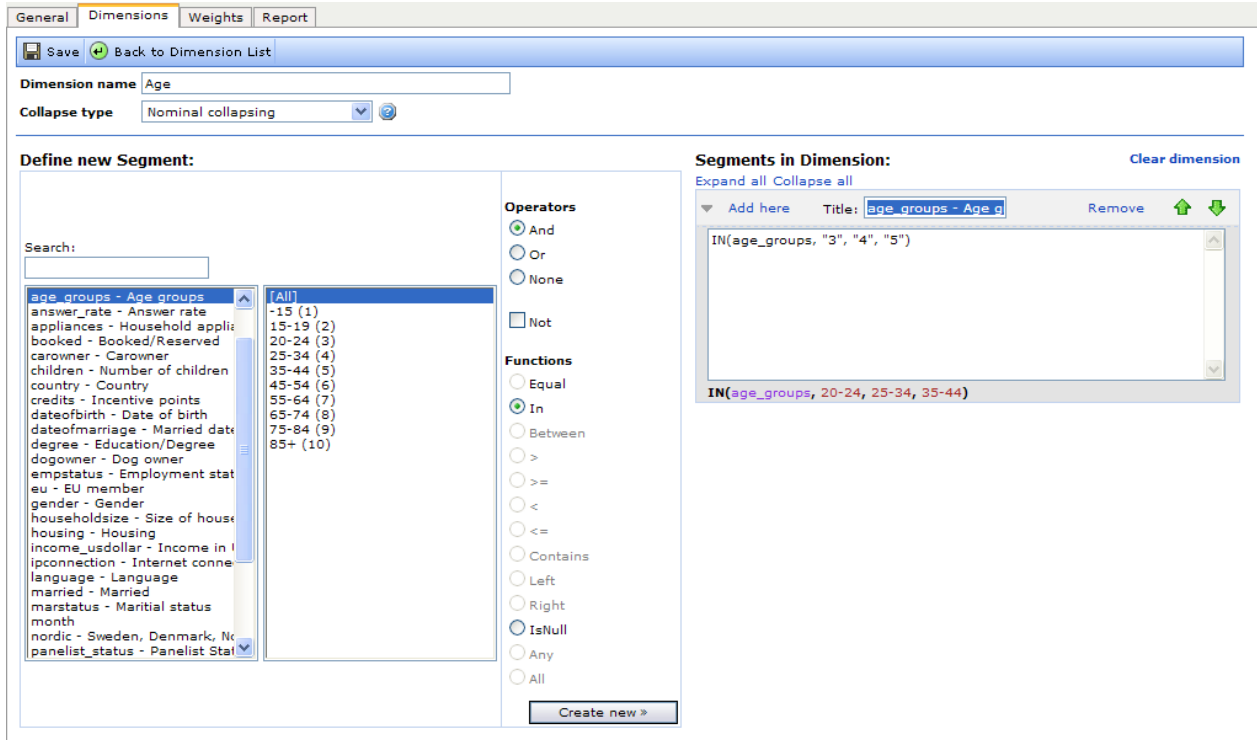 General Dimensions Weights Report
Save Back to Dimension List
Dimension name Age
Collapse type Nominal collapsing
Define new Segment:
Search:
age_groups - Age groups
answer_rate - Answer rate
appliances - Household applia
booked - Booked/Reserved
carowner - Carowner
children - Number of children
country - Country
credits - Incentive points
dateofbirth - Date of birth
dateofmarriage - Married date
degree - Education/Degree
dogowner - Dog owner
empstatus - Employment stat
eu - EU member
gender - Gender
householdsize - Size of house
housing - Housing
income_usdollar - Income in U
ipconnection - Internet conne
language - Language
married - Married
marstatus - Maritial status
month
nordic - Sweden, Denmark, No
panelist_status - Panelist Stat
[All]
-15 (1)
15-19 (2)
20-24 (3)
25-34 (4)
35-44 (5)
45-54 (6)
55-64 (7)
65-74 (8)
75-84 (9)
85+ (10)
Operators
And
Or
None
Not
Functions
Equal
In
Between
>
>=
<
<=
Contains
Left
Right
IsNull
Any
All
Create new »
Segments in Dimension: Clear dimension
Expand all Collapse all
Add here Title: age_groups - Age g Remove
IN(age_groups, "3", "4", "5")
IN(age_groups, 20-24, 25-34, 35-44)